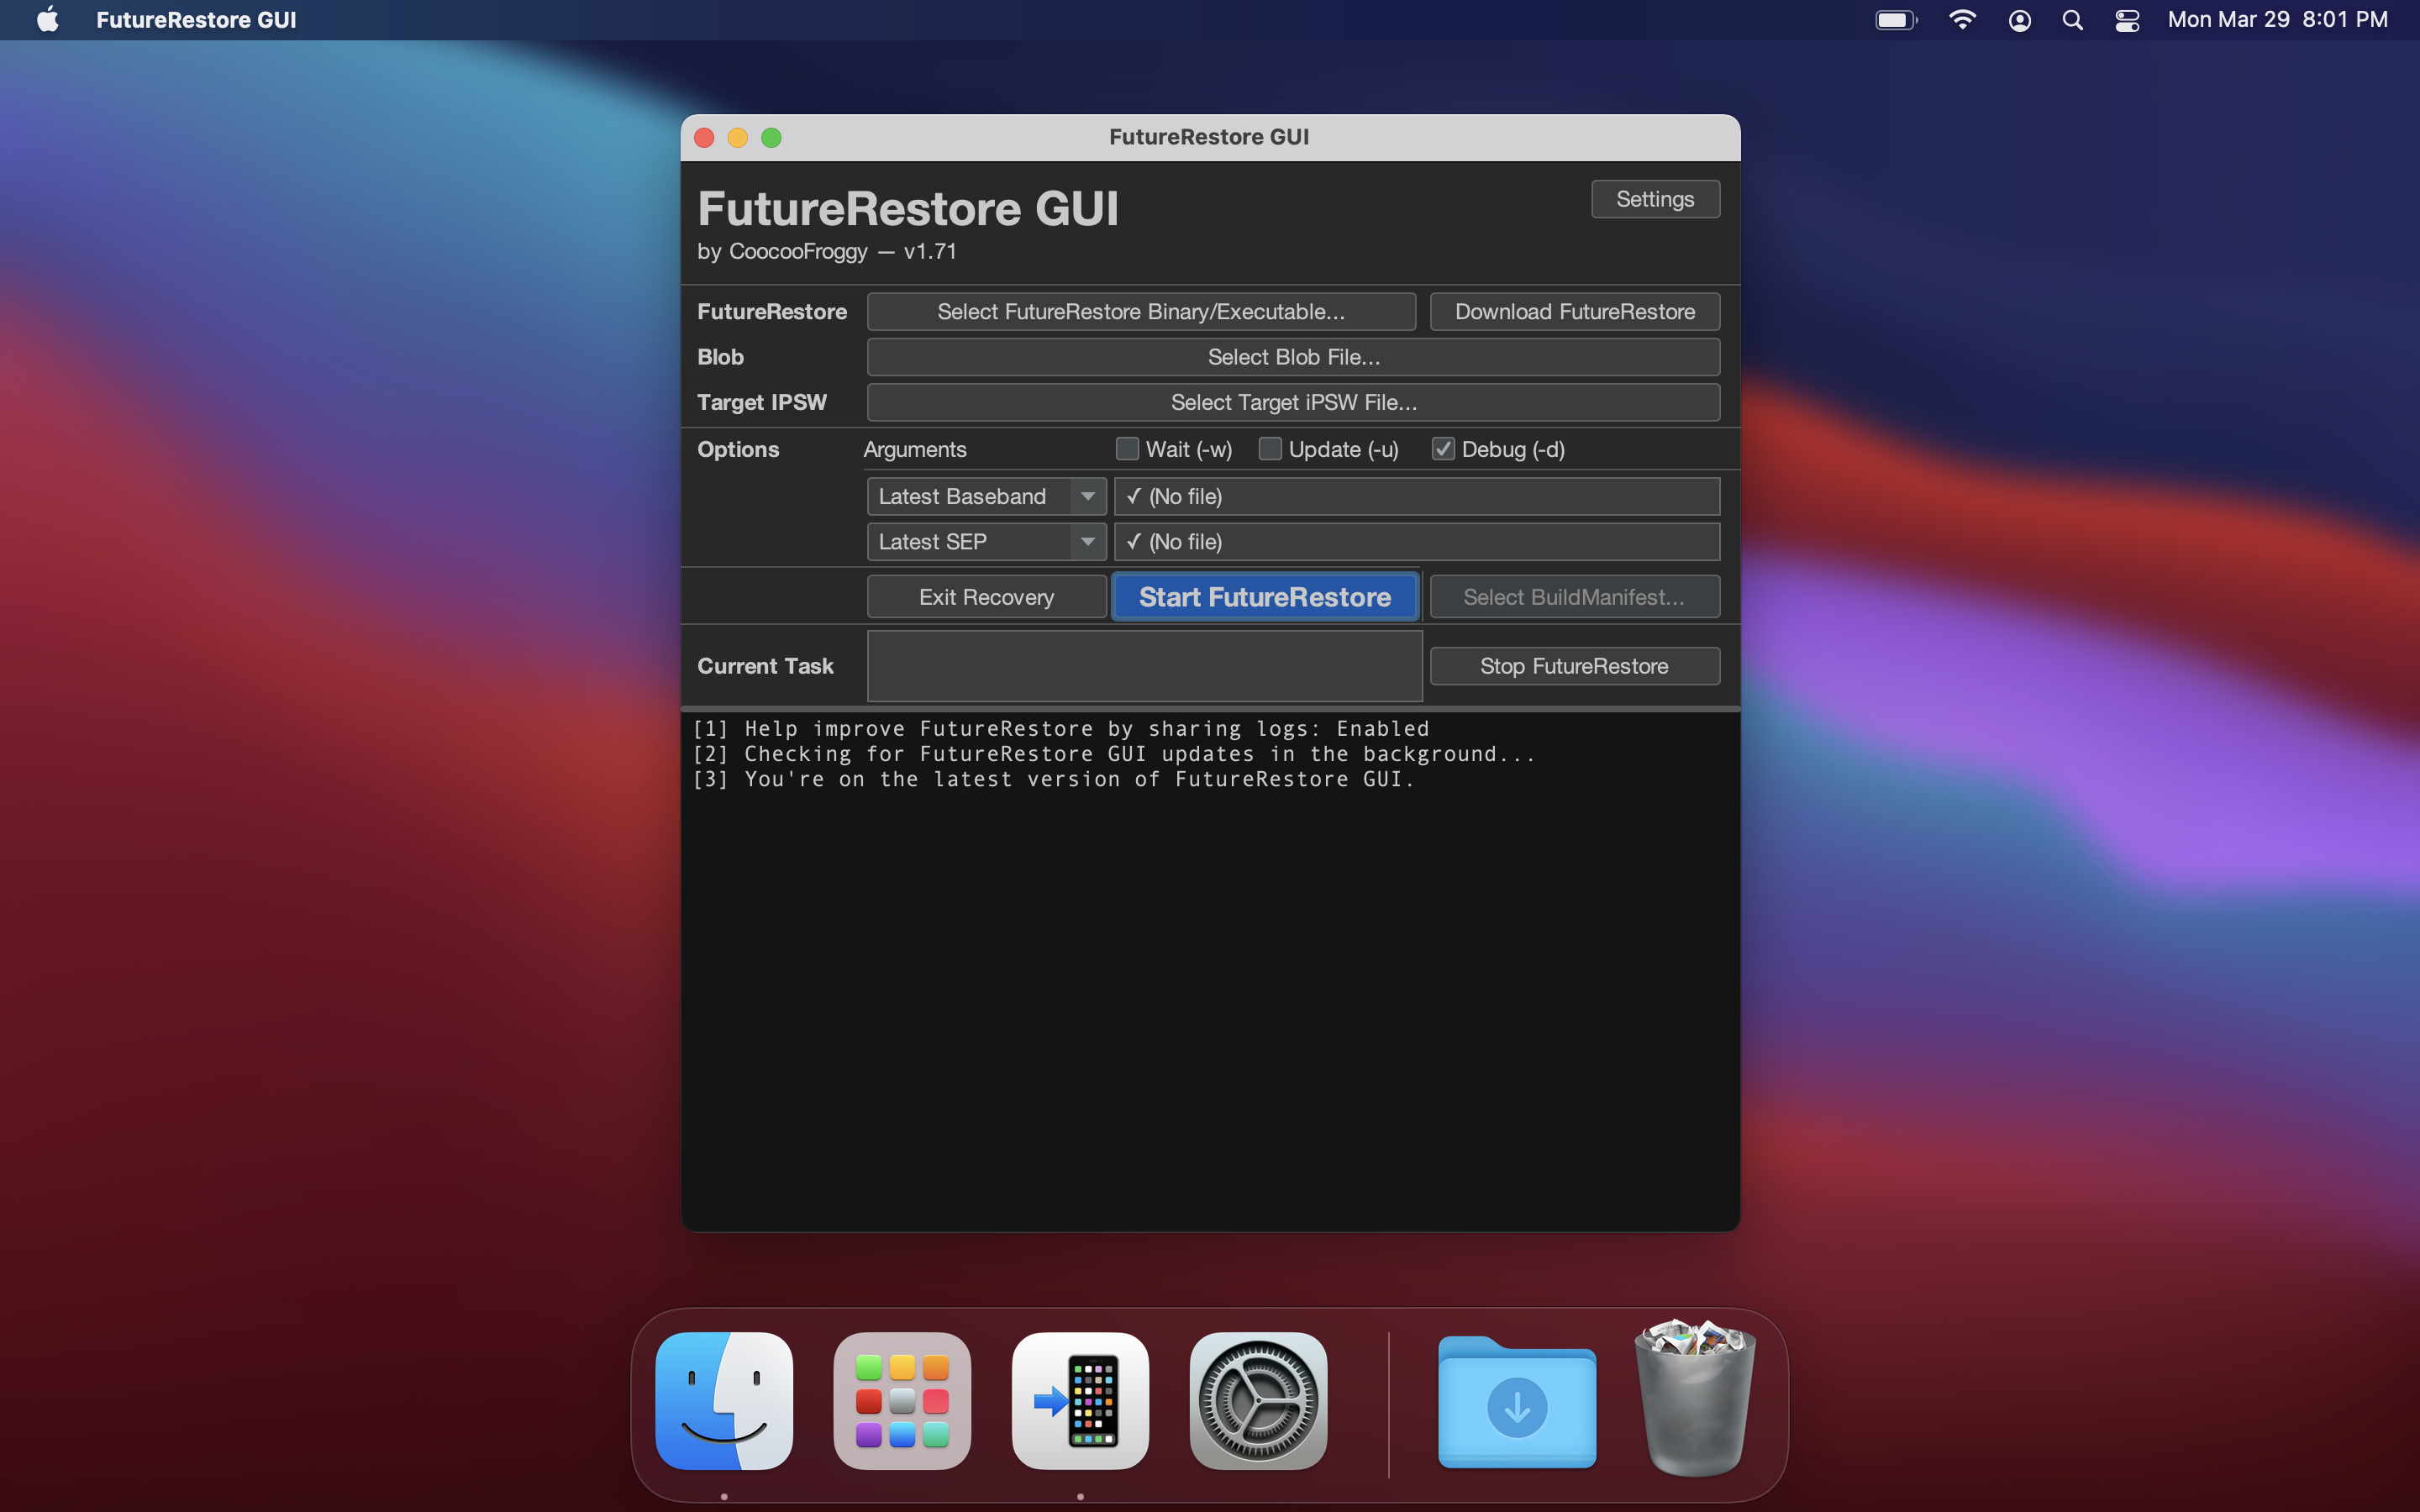 FutureRestore GUI
Mon Mar 29 8:01 PM
FutureRestore GUI
FutureRestore GUI
Settings
by CoocooFroggy — v1.71
FutureRestore Select FutureRestore Binary/Executable... Download FutureRestore
Blob Select Blob File...
Target IPSW Select Target iPSW File...
Options Arguments Wait (-w) Update (-u) Debug (-d)
Latest Baseband ✓ (No file)
Latest SEP ✓ (No file)
Exit Recovery Start FutureRestore Select BuildManifest...
Current Task Stop FutureRestore
[1] Help improve FutureRestore by sharing logs: Enabled
[2] Checking for FutureRestore GUI updates in the background...
[3] You're on the latest version of FutureRestore GUI.